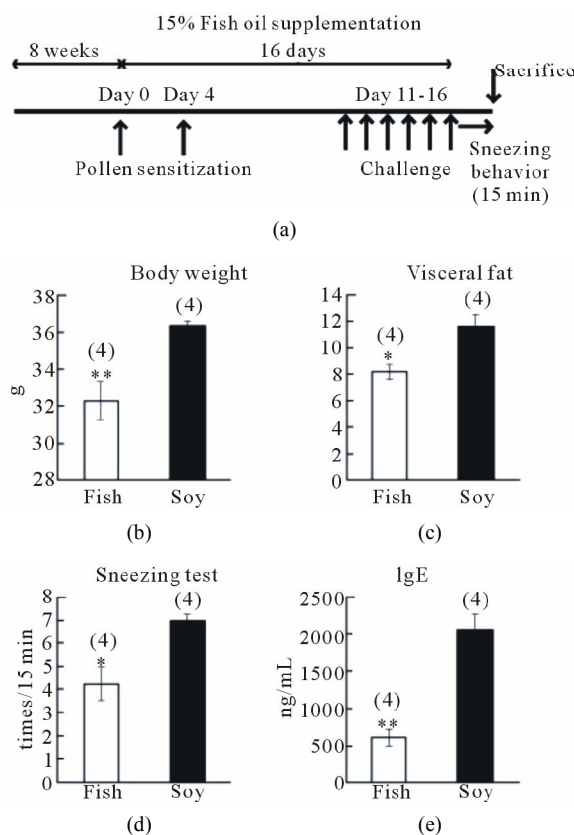 15% Fish oil supplementation
8 weeks 16 days
Sacrifice
Day 0 Day 4 Day 11-16
Pollen sensitization Challenge Sneezing
behavior
(15 min)
(a)
Body weight
38
36
34
32
30
28
g
(4)
**
(4)
Fish Soy
(b)
Visceral fat
14
12
10
8
6
4
2
0
(4)
*
(4)
Fish Soy
(c)
Sneezing test
8
7
6
5
4
3
2
1
0
times/15 min
(4)
*
(4)
Fish Soy
(d)
lgE
2500
2000
1500
1000
500
0
ng/mL
(4)
**
(4)
Fish Soy
(e)